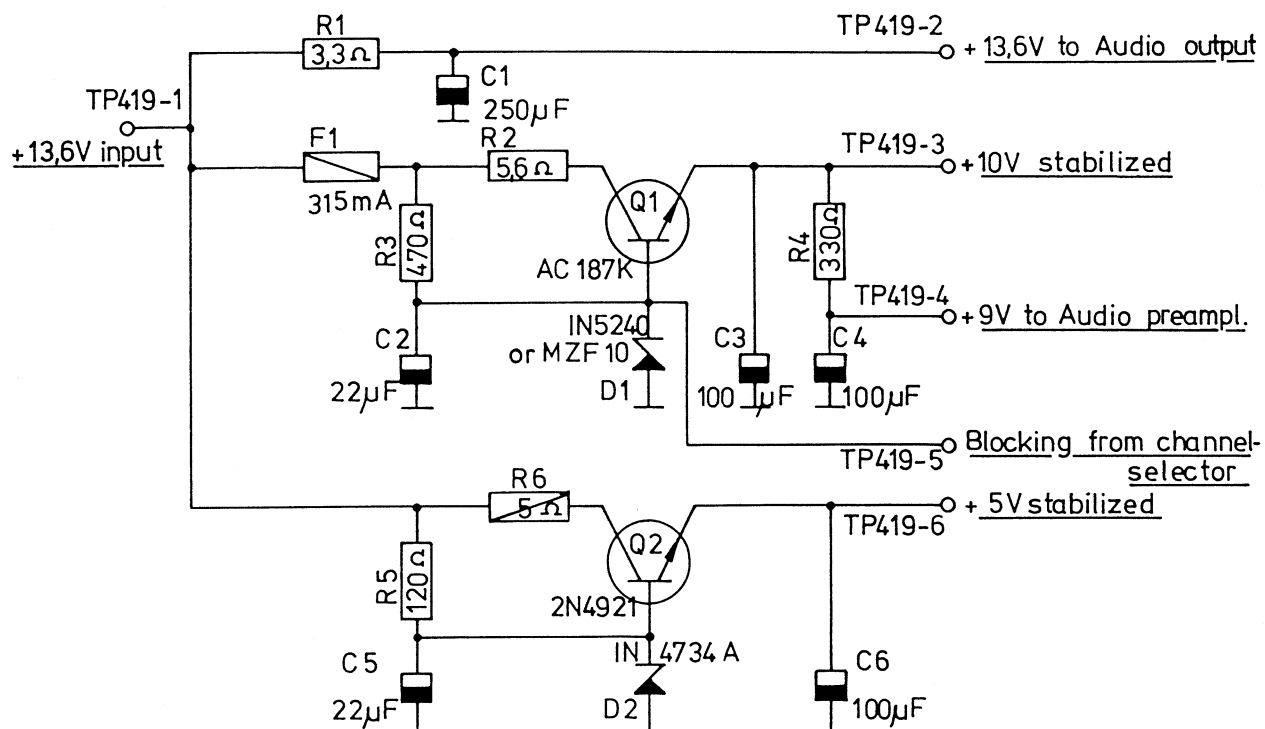 R1
3,3Ω
TP419-2
+ 13,6V to Audio output
C1
250µF
TP419-1
+13,6V input
F1
315mA
R2
5,6Ω
TP419-3
+10V stabilized
Q1
AC 187K
R3
470Ω
R4
330Ω
TP419-4
+ 9V to Audio preampl.
C2
22µF
IN5240
or MZF 10
D1
C3
100 µF
C4
100µF
TP419-5
Blocking from channel-
selector
R6
5 Ω
TP419-6
+ 5V stabilized
Q2
2N4921
R5
120Ω
C5
22µF
IN 4734 A
D2
C6
100µF